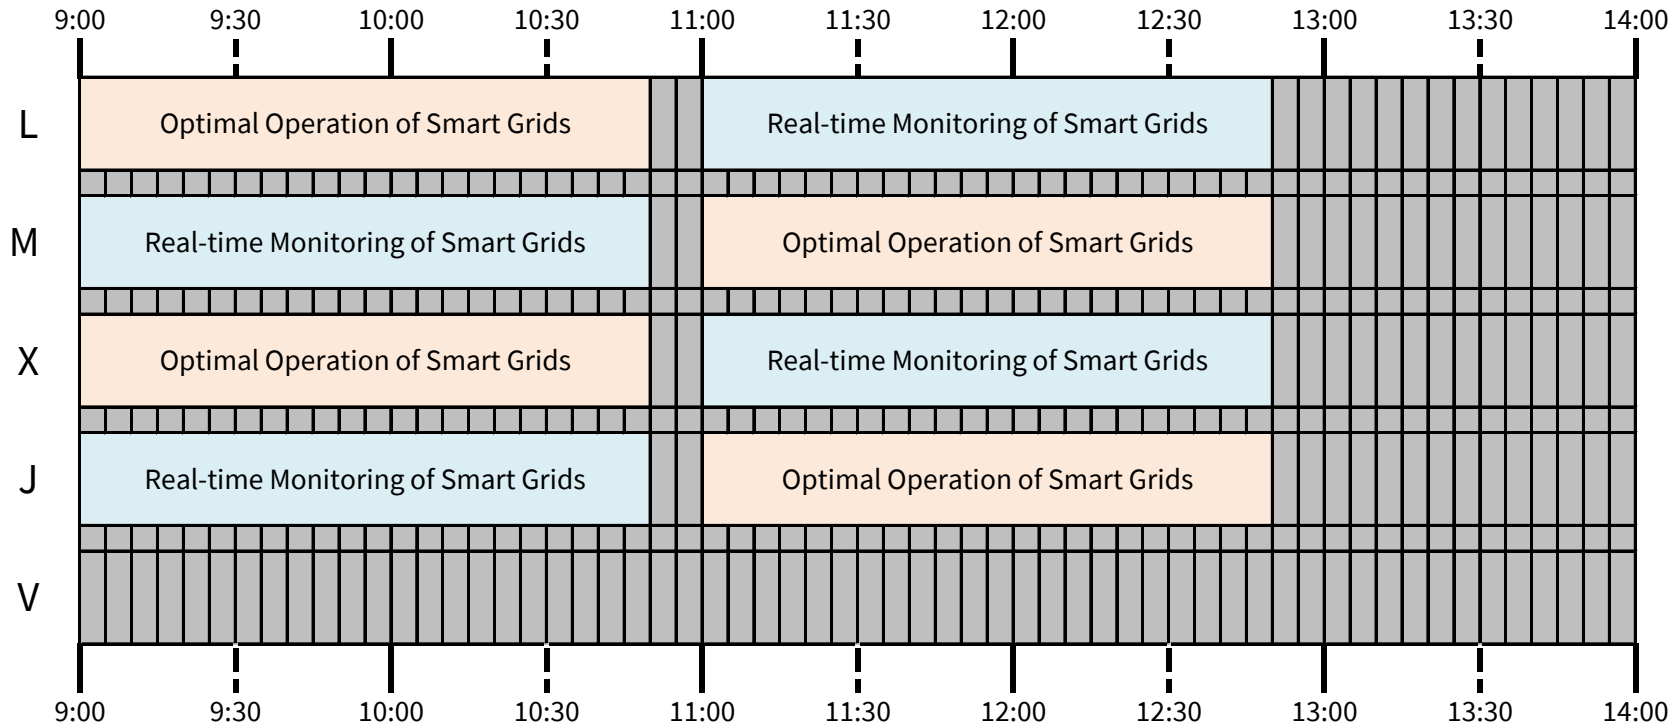 9:00 9:30 10:00 10:30 11:00 11:30 12:00 12:30 13:00 13:30 14:00
L Optimal Operation of Smart Grids Real-time Monitoring of Smart Grids
M Real-time Monitoring of Smart Grids Optimal Operation of Smart Grids
X Optimal Operation of Smart Grids Real-time Monitoring of Smart Grids
J Real-time Monitoring of Smart Grids Optimal Operation of Smart Grids
V
9:00 9:30 10:00 10:30 11:00 11:30 12:00 12:30 13:00 13:30 14:00